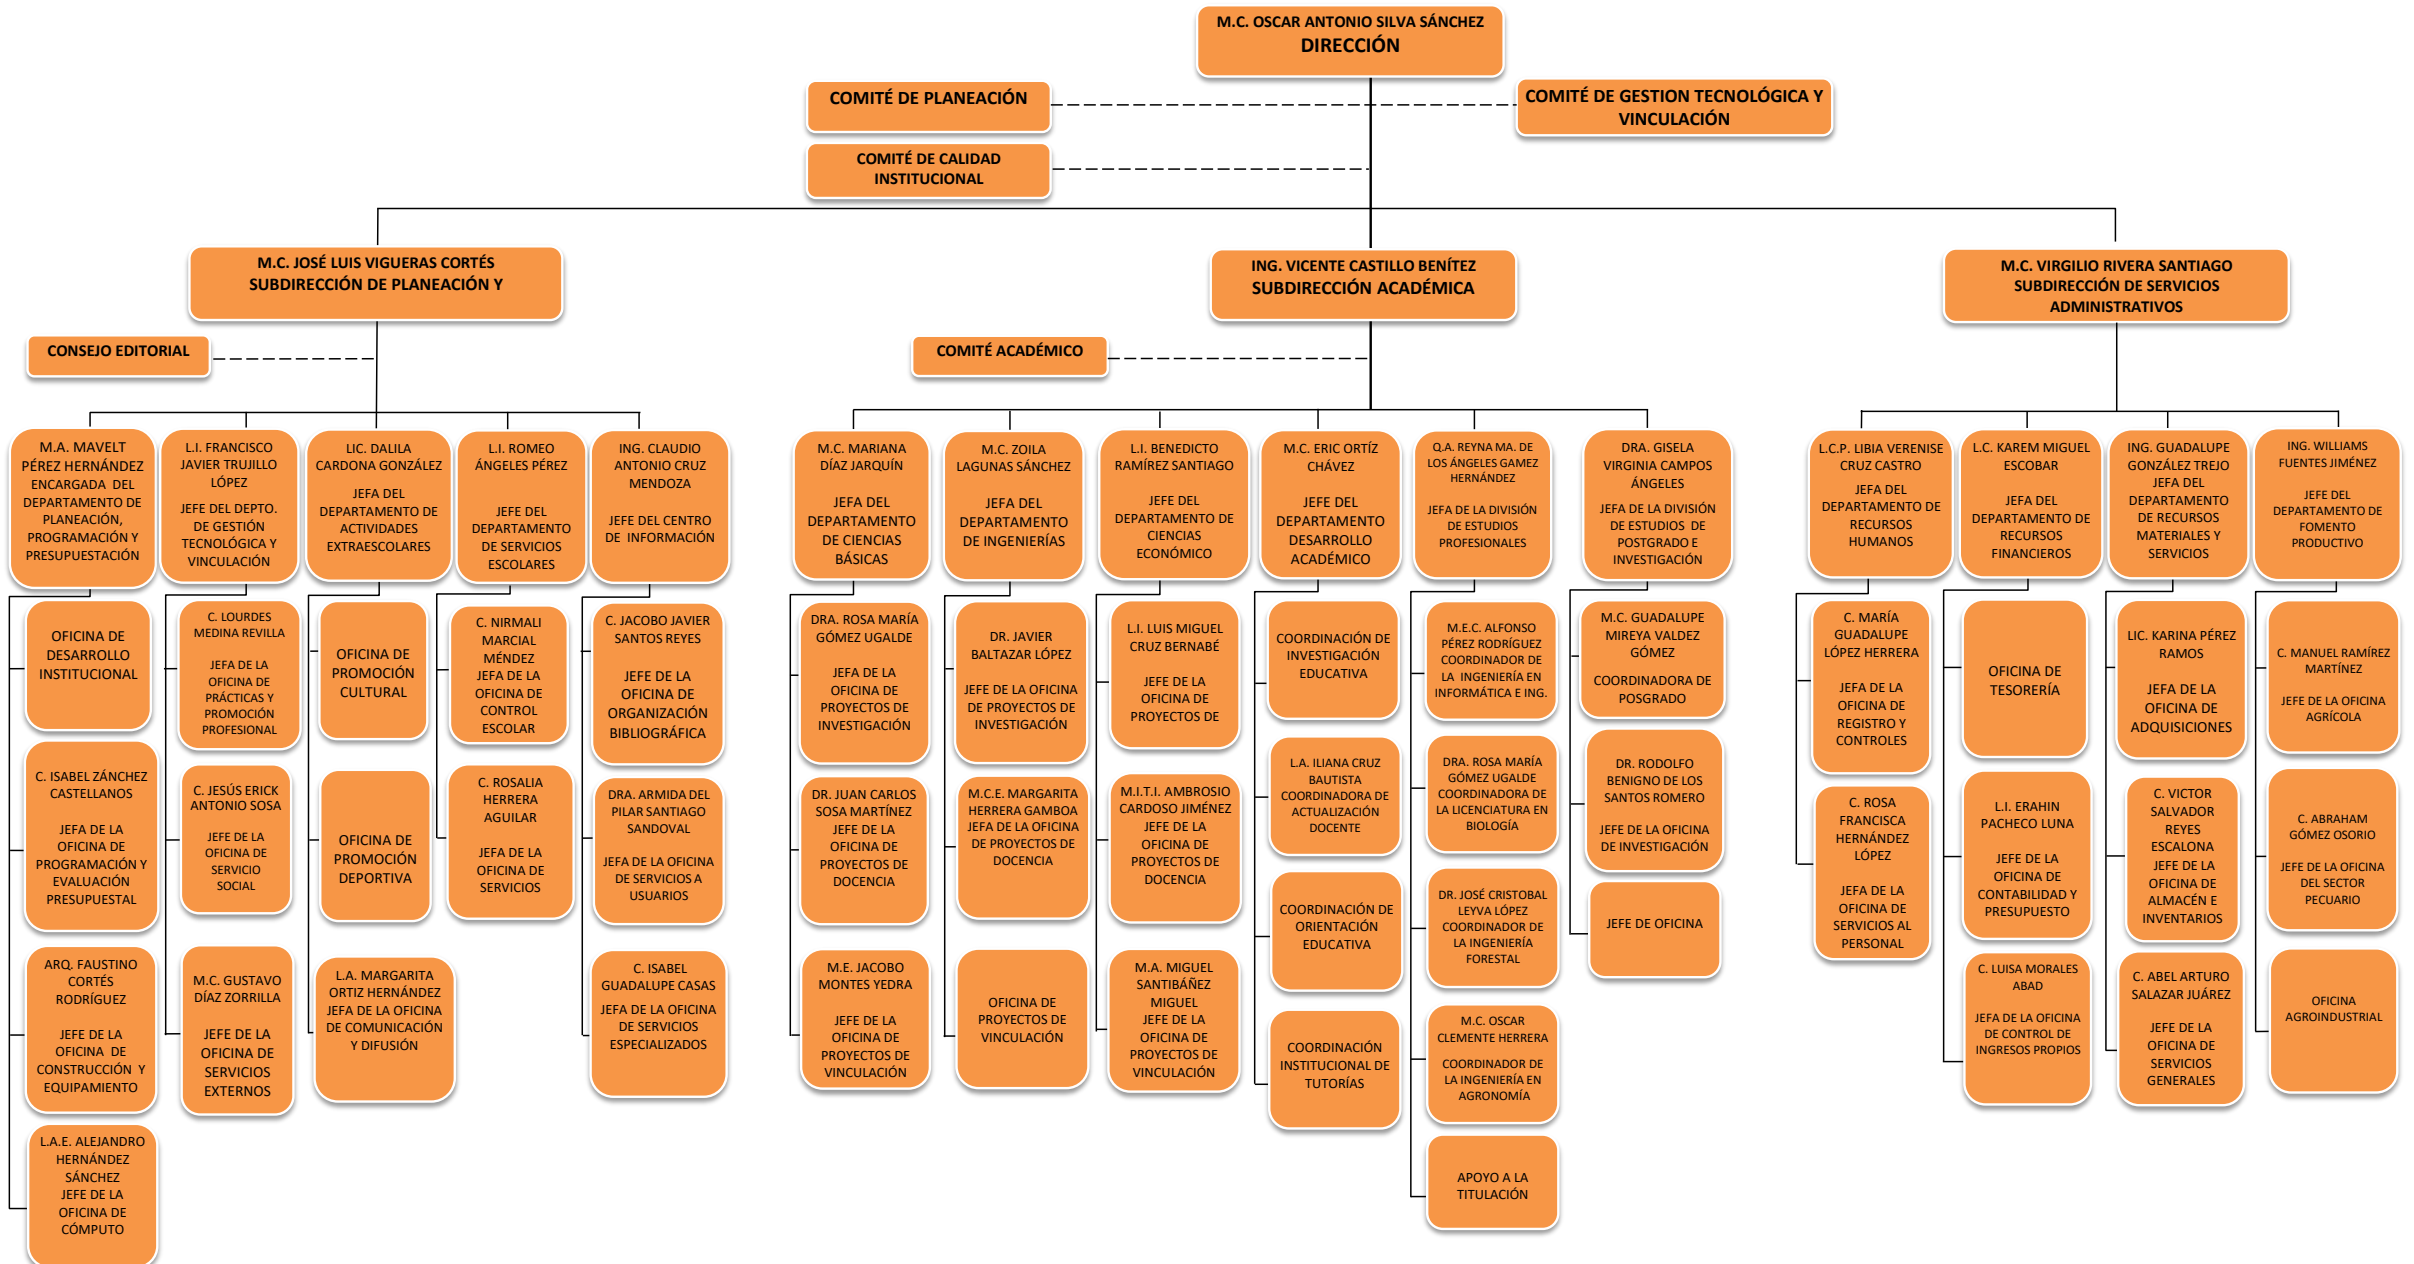 M.C. OSCAR ANTONIO SILVA SÁNCHEZ
DIRECCIÓN
COMITÉ DE PLANEACIÓN
COMITÉ DE GESTION TECNOLÓGICA Y
VINCULACIÓN
COMITÉ DE CALIDAD
INSTITUCIONAL
M.C. JOSÉ LUIS VIGUERAS CORTÉS
SUBDIRECCIÓN DE PLANEACIÓN Y
ING. VICENTE CASTILLO BENÍTEZ
SUBDIRECCIÓN ACADÉMICA
M.C. VIRGILIO RIVERA SANTIAGO
SUBDIRECCIÓN DE SERVICIOS
ADMINISTRATIVOS
CONSEJO EDITORIAL
COMITÉ ACADÉMICO
M.A. MAVELT
PÉREZ HERNÁNDEZ
ENCARGADA DEL
DEPARTAMENTO DE
PLANEACIÓN,
PROGRAMACIÓN Y
PRESUPUESTACIÓN
L.I. FRANCISCO
JAVIER TRUJILLO
LÓPEZ
JEFE DEL DEPTO.
DE GESTIÓN
TECNOLÓGICA Y
VINCULACIÓN
LIC. DALILA
CARDONA GONZÁLEZ
JEFA DEL
DEPARTAMENTO DE
ACTIVIDADES
EXTRAESCOLARES
L.I. ROMEO
ÁNGELES PÉREZ
JEFE DEL
DEPARTAMENTO
DE SERVICIOS
ESCOLARES
ING. CLAUDIO
ANTONIO CRUZ
MENDOZA
JEFE DEL CENTRO
DE INFORMACIÓN
M.C. MARIANA
DÍAZ JARQUÍN
JEFA DEL
DEPARTAMENTO
DE CIENCIAS
BÁSICAS
M.C. ZOILA
LAGUNAS SÁNCHEZ
JEFA DEL
DEPARTAMENTO
DE INGENIERÍAS
L.I. BENEDICTO
RAMÍREZ SANTIAGO
JEFE DEL
DEPARTAMENTO DE
CIENCIAS
ECONÓMICO
M.C. ERIC ORTÍZ
CHÁVEZ
JEFE DEL
DEPARTAMENTO
DESARROLLO
ACADÉMICO
Q.A. REYNA MA. DE
LOS ÁNGELES GAMEZ
HERNÁNDEZ
JEFA DE LA DIVISIÓN
DE ESTUDIOS
PROFESIONALES
DRA. GISELA
VIRGINIA CAMPOS
ÁNGELES
JEFA DE LA DIVISIÓN
DE ESTUDIOS DE
POSTGRADO E
INVESTIGACIÓN
L.C.P. LIBIA VERENISE
CRUZ CASTRO
JEFA DEL
DEPARTAMENTO DE
RECURSOS
HUMANOS
L.C. KAREM MIGUEL
ESCOBAR
JEFA DEL
DEPARTAMENTO DE
RECURSOS
FINANCIEROS
ING. GUADALUPE
GONZÁLEZ TREJO
JEFA DEL
DEPARTAMENTO
DE RECURSOS
MATERIALES Y
SERVICIOS
ING. WILLIAMS
FUENTES JIMÉNEZ
JEFE DEL
DEPARTAMENTO DE
FOMENTO
PRODUCTIVO
OFICINA DE
DESARROLLO
INSTITUCIONAL
C. ISABEL ZÁNCHEZ
CASTELLANOS
JEFA DE LA
OFICINA DE
PROGRAMACIÓN Y
EVALUACIÓN
PRESUPUESTAL
ARQ. FAUSTINO
CORTÉS
RODRÍGUEZ
JEFE DE LA
OFICINA DE
CONSTRUCCIÓN Y
EQUIPAMIENTO
L.A.E. ALEJANDRO
HERNÁNDEZ
SÁNCHEZ
JEFE DE LA
OFICINA DE
CÓMPUTO
C. LOURDES
MEDINA REVILLA
JEFA DE LA
OFICINA DE
PRÁCTICAS Y
PROMOCIÓN
PROFESIONAL
C. JESÚS ERICK
ANTONIO SOSA
JEFE DE LA
OFICINA DE
SERVICIO
SOCIAL
M.C. GUSTAVO
DÍAZ ZORRILLA
JEFE DE LA
OFICINA DE
SERVICIOS
EXTERNOS
OFICINA DE
PROMOCIÓN
CULTURAL
OFICINA DE
PROMOCIÓN
DEPORTIVA
L.A. MARGARITA
ORTIZ HERNÁNDEZ
JEFA DE LA OFICINA
DE COMUNICACIÓN
Y DIFUSIÓN
C. NIRMALI
MARCIAL
MÉNDEZ
JEFA DE LA
OFICINA DE
CONTROL
ESCOLAR
C. ROSALIA
HERRERA
AGUILAR
JEFA DE LA
OFICINA DE
SERVICIOS
C. JACOBO JAVIER
SANTOS REYES
JEFE DE LA
OFICINA DE
ORGANIZACIÓN
BIBLIOGRÁFICA
DRA. ARMIDA DEL
PILAR SANTIAGO
SANDOVAL
JEFA DE LA OFICINA
DE SERVICIOS A
USUARIOS
C. ISABEL
GUADALUPE CASAS
JEFA DE LA OFICINA
DE SERVICIOS
ESPECIALIZADOS
DRA. ROSA MARÍA
GÓMEZ UGALDE
JEFA DE LA
OFICINA DE
PROYECTOS DE
INVESTIGACIÓN
DR. JUAN CARLOS
SOSA MARTÍNEZ
JEFE DE LA
OFICINA DE
PROYECTOS DE
DOCENCIA
M.E. JACOBO
MONTES YEDRA
JEFE DE LA
OFICINA DE
PROYECTOS DE
VINCULACIÓN
DR. JAVIER
BALTAZAR LÓPEZ
JEFE DE LA OFICINA
DE PROYECTOS DE
INVESTIGACIÓN
M.C.E. MARGARITA
HERRERA GAMBOA
JEFA DE LA OFICINA
DE PROYECTOS DE
DOCENCIA
OFICINA DE
PROYECTOS DE
VINCULACIÓN
L.I. LUIS MIGUEL
CRUZ BERNABÉ
JEFE DE LA
OFICINA DE
PROYECTOS DE
M.I.T.I. AMBROSIO
CARDOSO JIMÉNEZ
JEFE DE LA
OFICINA DE
PROYECTOS DE
DOCENCIA
M.A. MIGUEL
SANTIBÁÑEZ
MIGUEL
JEFE DE LA
OFICINA DE
PROYECTOS DE
VINCULACIÓN
COORDINACIÓN DE
INVESTIGACIÓN
EDUCATIVA
L.A. ILIANA CRUZ
BAUTISTA
COORDINADORA DE
ACTUALIZACIÓN
DOCENTE
COORDINACIÓN DE
ORIENTACIÓN
EDUCATIVA
COORDINACIÓN
INSTITUCIONAL DE
TUTORÍAS
M.E.C. ALFONSO
PÉREZ RODRÍGUEZ
COORDINADOR DE
LA INGENIERÍA EN
INFORMÁTICA E ING.
DRA. ROSA MARÍA
GÓMEZ UGALDE
COORDINADORA DE
LA LICENCIATURA EN
BIOLOGÍA
DR. JOSÉ CRISTOBAL
LEYVA LÓPEZ
COORDINADOR DE
LA INGENIERÍA
FORESTAL
M.C. OSCAR
CLEMENTE HERRERA
COORDINADOR DE
LA INGENIERÍA EN
AGRONOMÍA
APOYO A LA
TITULACIÓN
M.C. GUADALUPE
MIREYA VALDEZ
GÓMEZ
COORDINADORA DE
POSGRADO
DR. RODOLFO
BENIGNO DE LOS
SANTOS ROMERO
JEFE DE LA OFICINA
DE INVESTIGACIÓN
JEFE DE OFICINA
C. MARÍA
GUADALUPE
LÓPEZ HERRERA
JEFA DE LA
OFICINA DE
REGISTRO Y
CONTROLES
C. ROSA
FRANCISCA
HERNÁNDEZ
LÓPEZ
JEFA DE LA
OFICINA DE
SERVICIOS AL
PERSONAL
OFICINA DE
TESORERÍA
L.I. ERAHIN
PACHECO LUNA
JEFE DE LA
OFICINA DE
CONTABILIDAD Y
PRESUPUESTO
C. LUISA MORALES
ABAD
JEFA DE LA OFICINA
DE CONTROL DE
INGRESOS PROPIOS
LIC. KARINA PÉREZ
RAMOS
JEFA DE LA
OFICINA DE
ADQUISICIONES
C. VICTOR
SALVADOR
REYES
ESCALONA
JEFE DE LA
OFICINA DE
ALMACÉN E
INVENTARIOS
C. ABEL ARTURO
SALAZAR JUÁREZ
JEFE DE LA
OFICINA DE
SERVICIOS
GENERALES
C. MANUEL RAMÍREZ
MARTÍNEZ
JEFE DE LA OFICINA
AGRÍCOLA
C. ABRAHAM
GÓMEZ OSORIO
JEFE DE LA OFICINA
DEL SECTOR
PECUARIO
OFICINA
AGROINDUSTRIAL